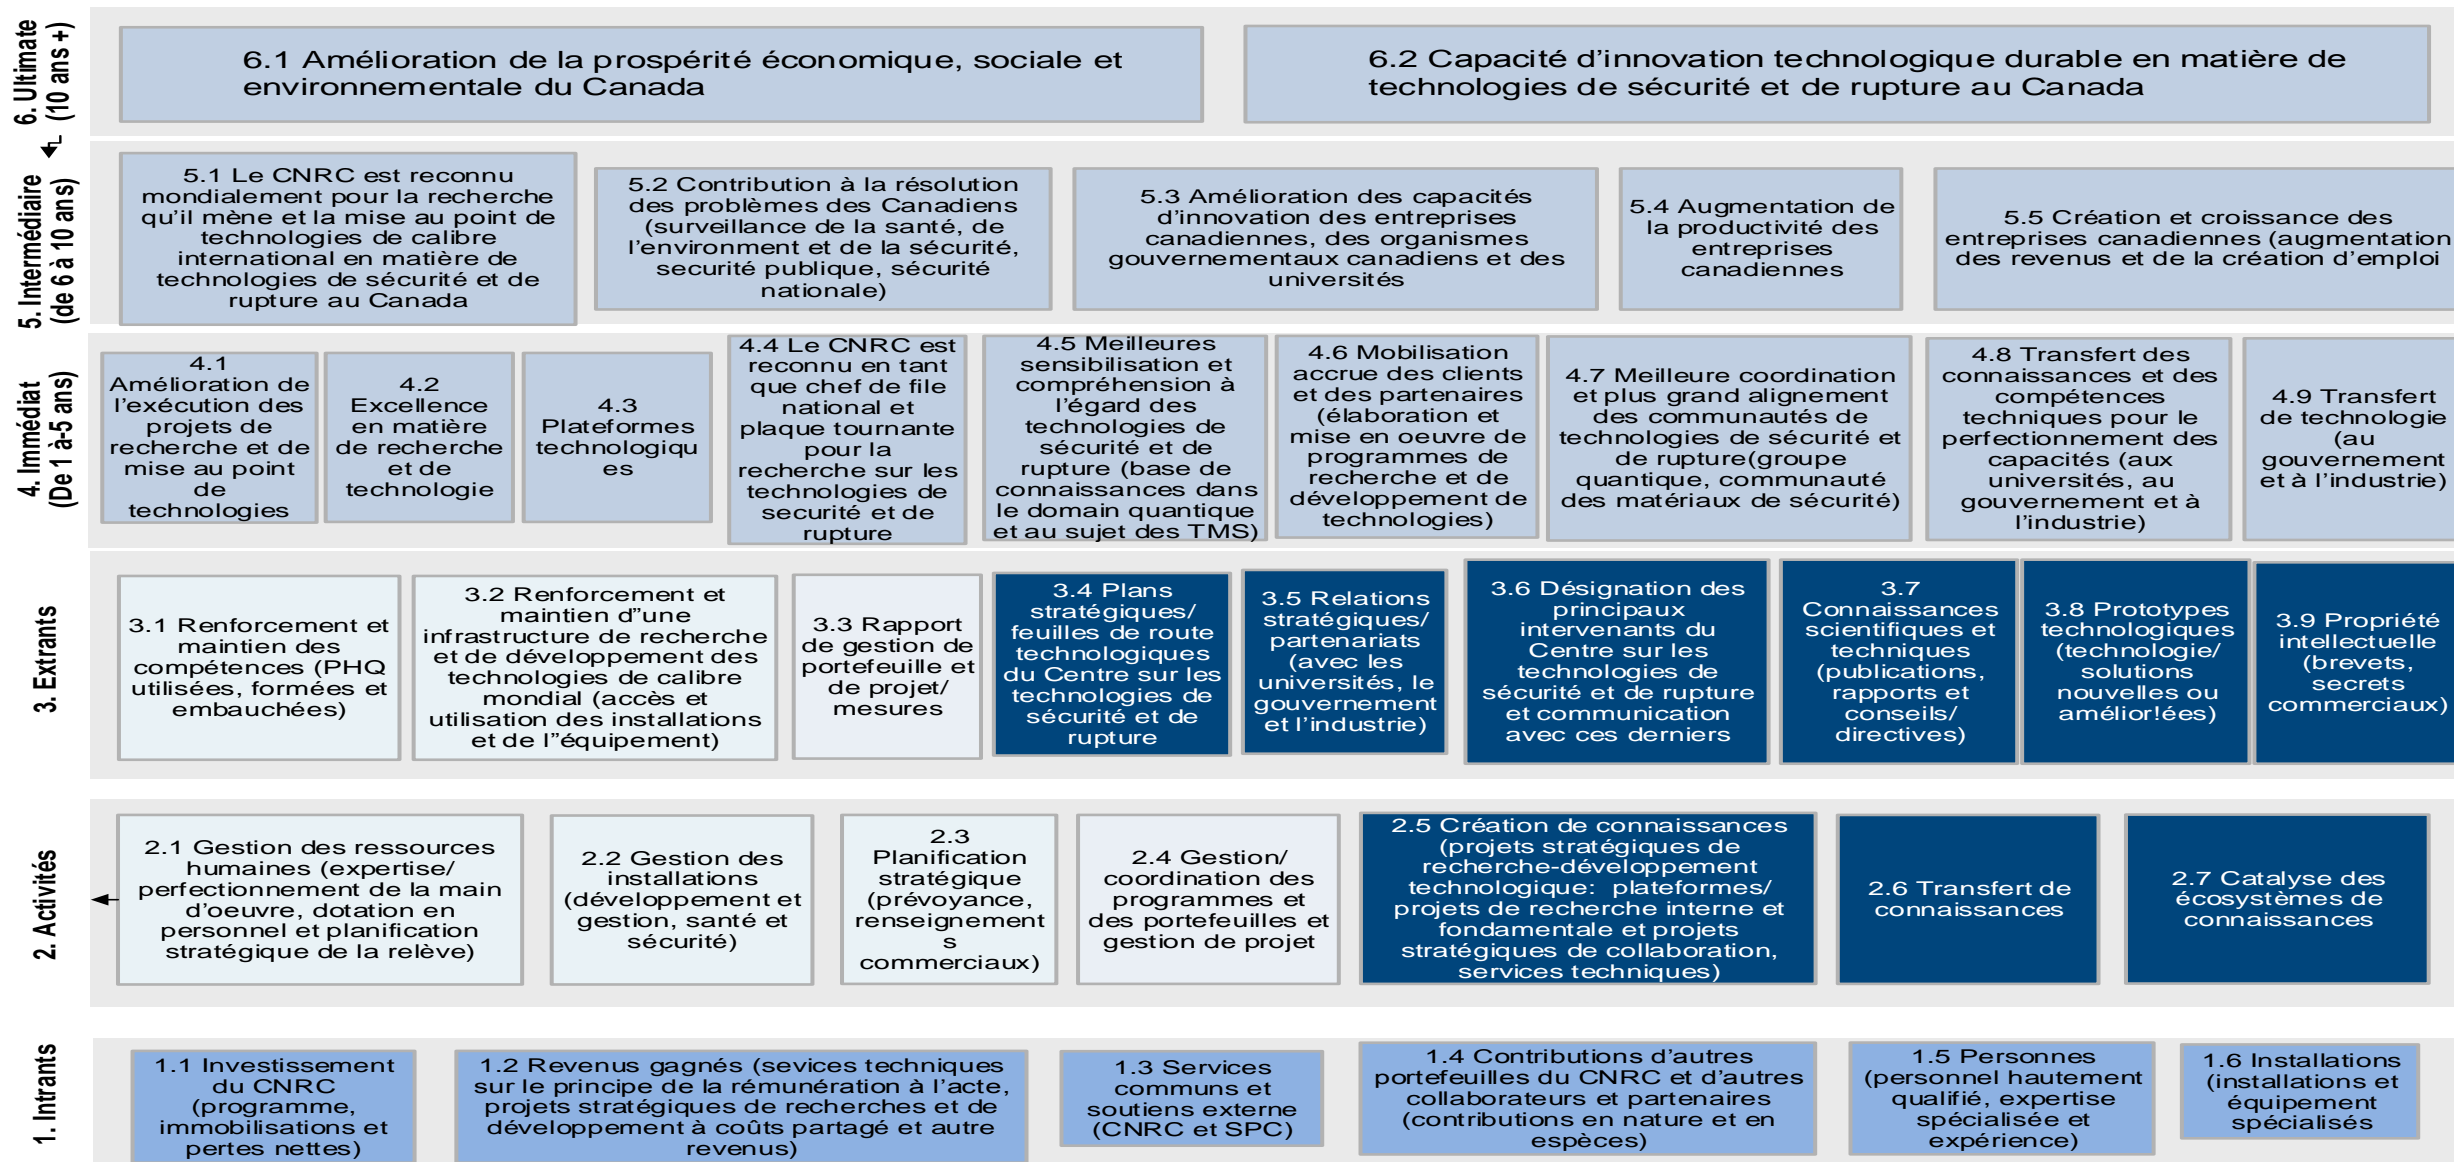 6. Ultimate
(10 ans +)
6.1 Amélioration de la prospérité économique, sociale et
environnementale du Canada
6.2 Capacité d’innovation technologique durable en matière de
technologies de sécurité et de rupture au Canada
5. Intermédiaire
(de 6 à 10 ans)
5.1 Le CNRC est reconnu
mondialement pour la recherche
qu’il mène et la mise au point de
technologies de calibre
international en matière de
technologies de sécurité et de
rupture au Canada
5.2 Contribution à la résolution
des problèmes des Canadiens
(surveillance de la santé, de
l’environment et de la sécurité,
securité publique, sécurité
nationale)
5.3 Amélioration des capacités
d’innovation des entreprises
canadiennes, des organismes
gouvernementaux canadiens et des
universités
5.4 Augmentation de
la productivité des
entreprises
canadiennes
5.5 Création et croissance des
entreprises canadiennes (augmentation
des revenus et de la création d’emploi
4. Immédiat
(De 1 à-5 ans)
4.1
Amélioration de
l’exécution des
projets de
recherche et de
mise au point
de
technologies
4.2
Excellence
en matière
de recherche
et de
technologie
4.3
Plateformes
technologiqu
es
4.4 Le CNRC est
reconnu en tant
que chef de file
national et
plaque tournante
pour la
recherche sur les
technologies de
securité et de
rupture
4.5 Meilleures
sensibilisation et
compréhension à
l’égard des
technologies de
sécurité et de
rupture (base de
connaissances dans
le domain quantique
et au sujet des TMS)
4.6 Mobilisation
accrue des clients
et des partenaires
(élaboration et
mise en oeuvre de
programmes de
recherche et de
développement de
technologies)
4.7 Meilleure coordination
et plus grand alignement
des communautés de
technologies de sécurité et
de rupture(groupe
quantique, communauté
des matériaux de sécurité)
4.8 Transfert des
connaissances et des
compétences
techniques pour le
perfectionnement des
capacités (aux
universités, au
gouvernement et à
l’industrie)
4.9 Transfert
de technologie
(au
gouvernement
et à l’industrie)
3. Extrants
3.1 Renforcement et
maintien des
compétences (PHQ
utilisées, formées et
embauchées)
3.2 Renforcement et
maintien d”une
infrastructure de recherche
et de développement des
technologies de calibre
mondial (accès et
utilisation des installations
et de l”équipement)
3.3 Rapport
de gestion de
portefeuille et
de projet/
mesures
3.4 Plans
stratégiques/
feuilles de route
technologiques
du Centre sur les
technologies de
sécurité et de
rupture
3.5 Relations
stratégiques/
partenariats
(avec les
universités, le
gouvernement
et l’industrie)
3.6 Désignation des
principaux
intervenants du
Centre sur les
technologies de
sécurité et de rupture
et communication
avec ces derniers
3.7
Connaissances
scientifiques et
techniques
(publications,
rapports et
conseils/
directives)
3.8 Prototypes
technologiques
(technologie/
solutions
nouvelles ou
amélior!ées)
3.9 Propriété
intellectuelle
(brevets,
secrets
commerciaux)
2. Activités
2.1 Gestion des ressources
humaines (expertise/
perfectionnement de la main
d’oeuvre, dotation en
personnel et planification
stratégique de la relève)
2.2 Gestion des
installations
(développement et
gestion, santé et
sécurité)
2.3
Planification
stratégique
(prévoyance,
renseignement
s
commerciaux)
2.4 Gestion/
coordination des
programmes et
des portefeuilles et
gestion de projet
2.5 Création de connaissances
(projets stratégiques de
recherche-développement
technologique:  plateformes/
projets de recherche interne et
fondamentale et projets
stratégiques de collaboration,
services techniques)
2.6 Transfert de
connaissances
2.7 Catalyse des
écosystèmes de
connaissances
1. Intrants
1.1 Investissement
du CNRC
(programme,
immobilisations et
pertes nettes)
1.2 Revenus gagnés (sevices techniques
sur le principe de la rémunération à l’acte,
projets stratégiques de recherches et de
développement à coûts partagé et autre
revenus)
1.3 Services
communs et
soutiens externe
(CNRC et SPC)
1.4 Contributions d’autres
portefeuilles du CNRC et d’autres
collaborateurs et partenaires
(contributions en nature et en
espèces)
1.5 Personnes
(personnel hautement
qualifié, expertise
spécialisée et
expérience)
1.6 Installations
(installations et
équipement
spécialisés